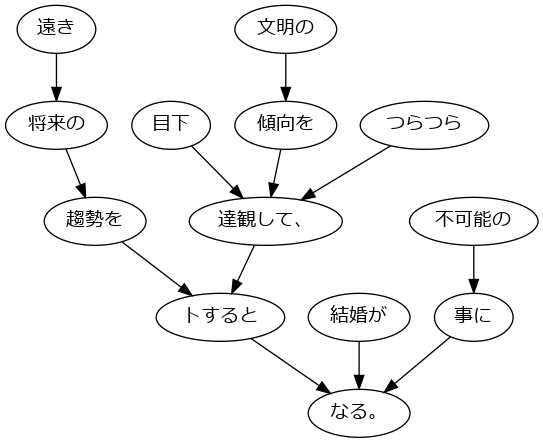 遠き
文明の
将来の
目下
傾向を
つらつら
趨勢を
達観して、
不可能の
卜すると
結婚が
事に
なる。